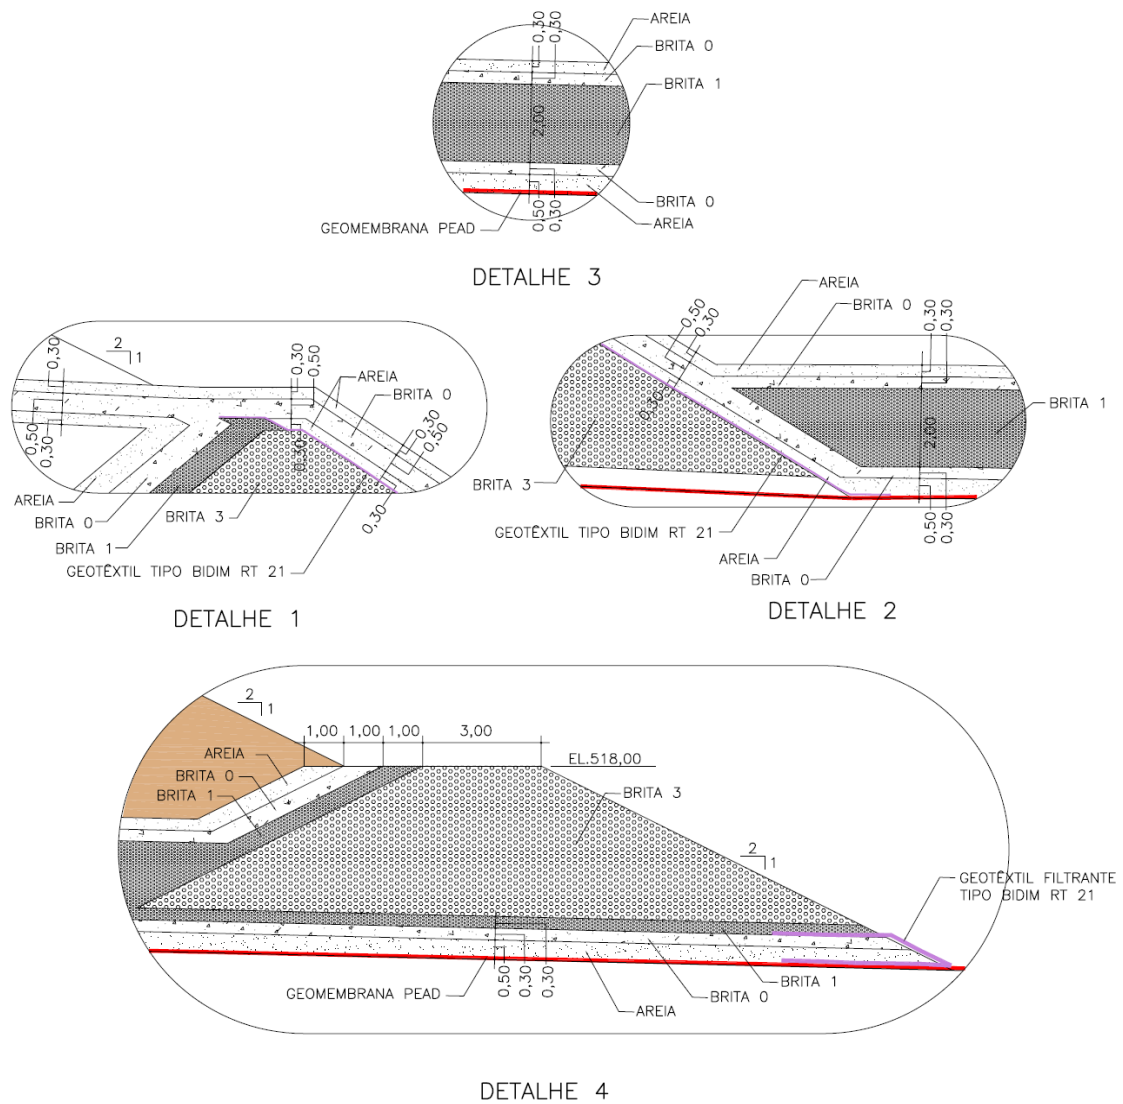 0,30
0,30
AREIA
BRITA 0
BRITA 1
2,00
BRITA 0
AREIA
0,50
0,30
GEOMEMBRANA PEAD
DETALHE 3
0,30
2
1
0,30
0,50
AREIA
BRITA 0
0,30
0,50
0,50
0,30
0,30
0,30
AREIA
BRITA 0
BRITA 1
BRITA 3
GEOTÊXTIL TIPO BIDIM RT 21
DETALHE 1
AREIA
BRITA 0
0,50
0,30
0,30
0,30
0,30
BRITA 1
2,00
BRITA 3
0,50
0,30
GEOTÊXTIL TIPO BIDIM RT 21
AREIA
BRITA 0
DETALHE 2
2
1
1,00
1,00
1,00
3,00
EL.518,00
AREIA
BRITA 0
BRITA 1
BRITA 3
2
1
GEOTÊXTIL FILTRANTE
TIPO BIDIM RT 21
GEOMEMBRANA PEAD
0,50
0,30
0,30
AREIA
BRITA 0
BRITA 1
DETALHE 4